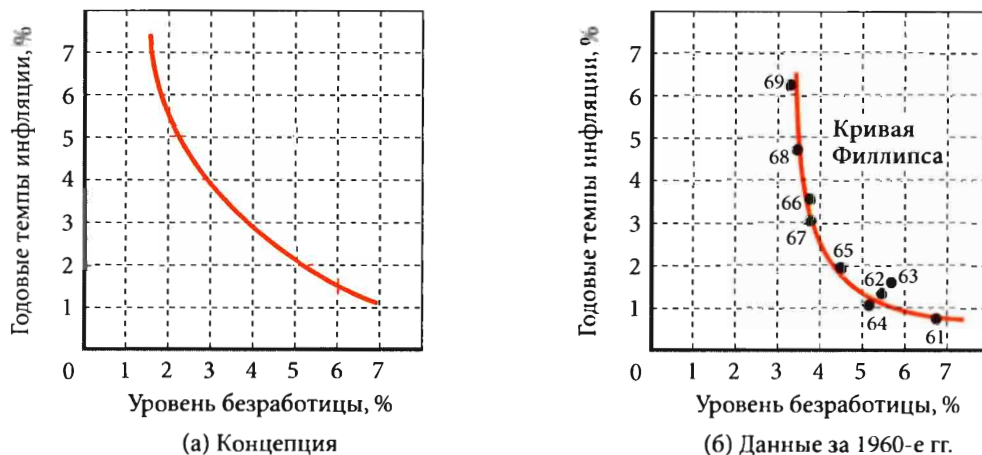 Годовые темпы инфляции, %
7
6
5
4
3
2
1
0 1 2 3 4 5 6 7
Уровень безработицы, %
(а) Концепция
Годовые темпы инфляции, %
7
6
5
4
3
2
1
69
68
66
67
65
62
63
64
61
Кривая
Филлипса
0 1 2 3 4 5 6 7
Уровень безработицы, %
(б) Данные за 1960-е гг.